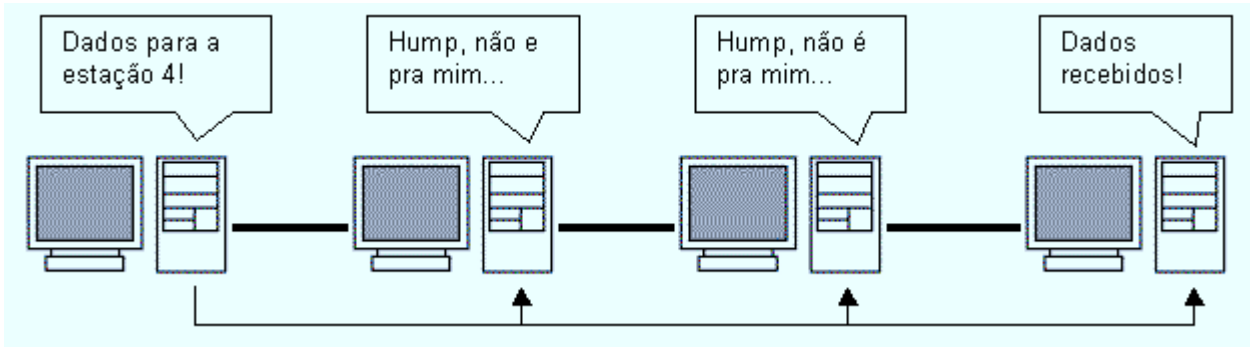 Dados para a
estação 4!
Hump, não e
pra mim...
Hump, não é
pra mim...
Dados
recebidos!